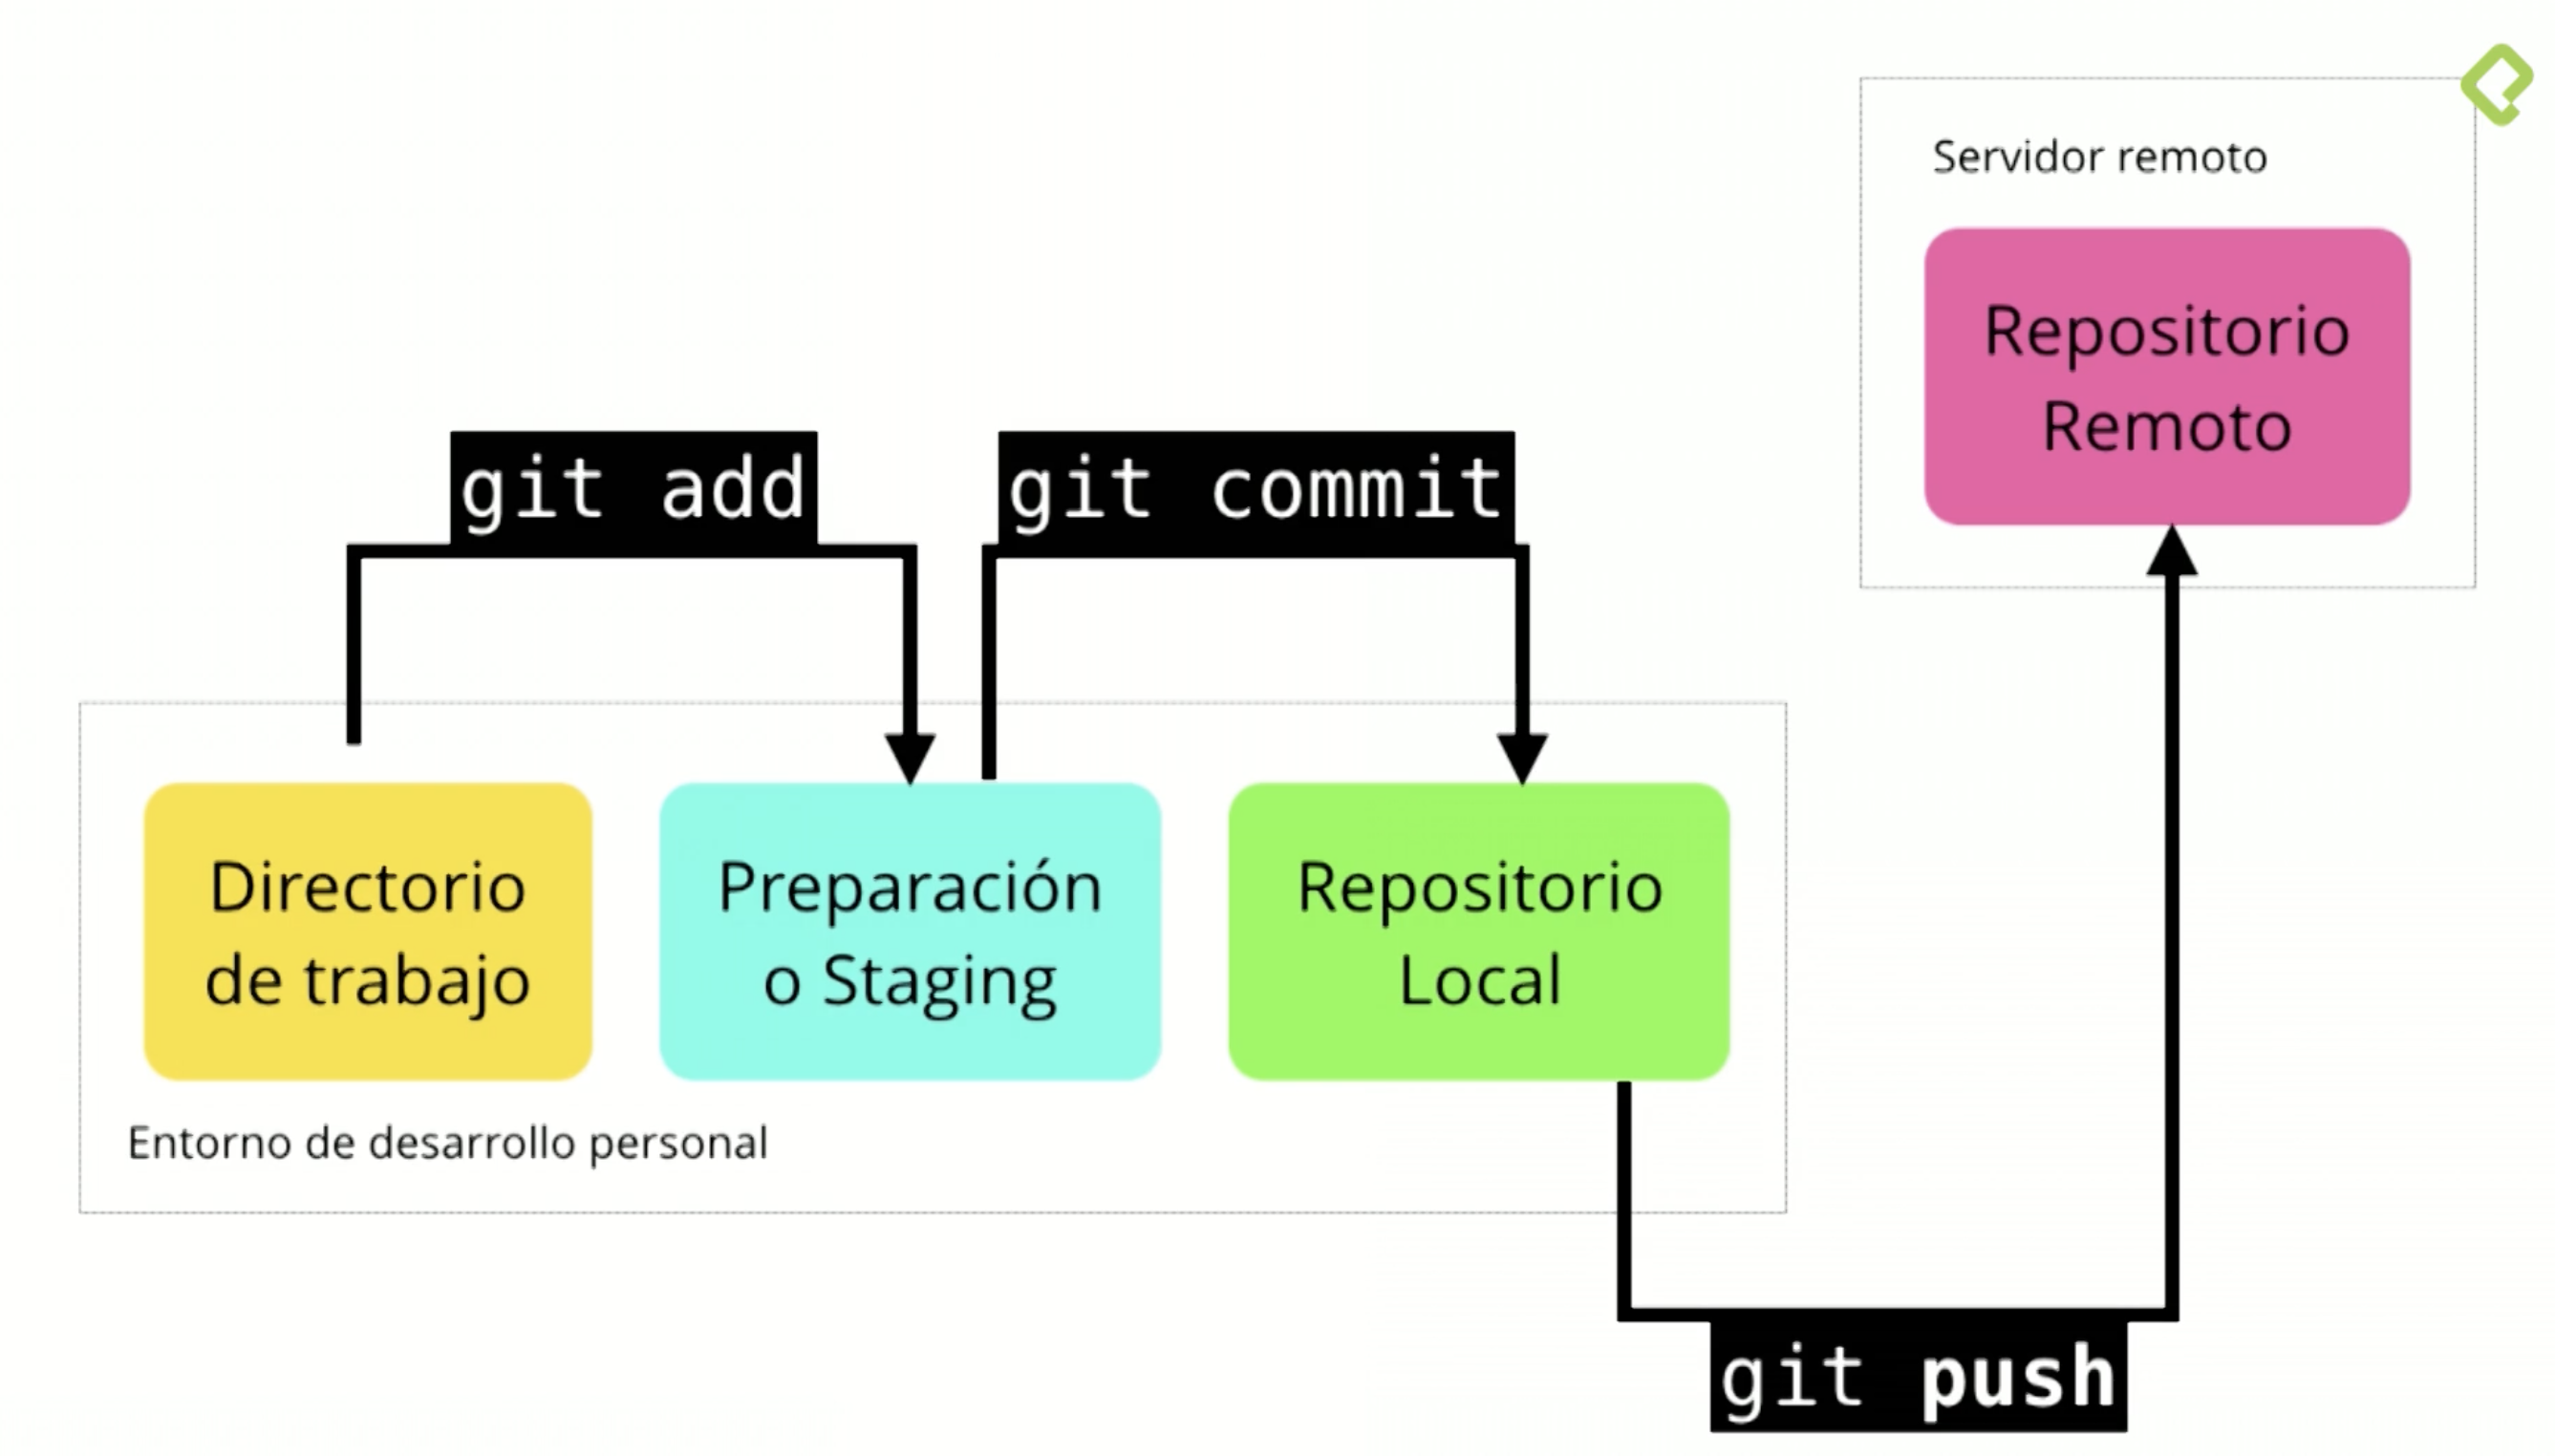 Servidor remoto
Repositorio
Remoto
git add
git commit
Directorio
de trabajo
Preparación
o Staging
Repositorio
Local
Entorno de desarrollo personal
git push